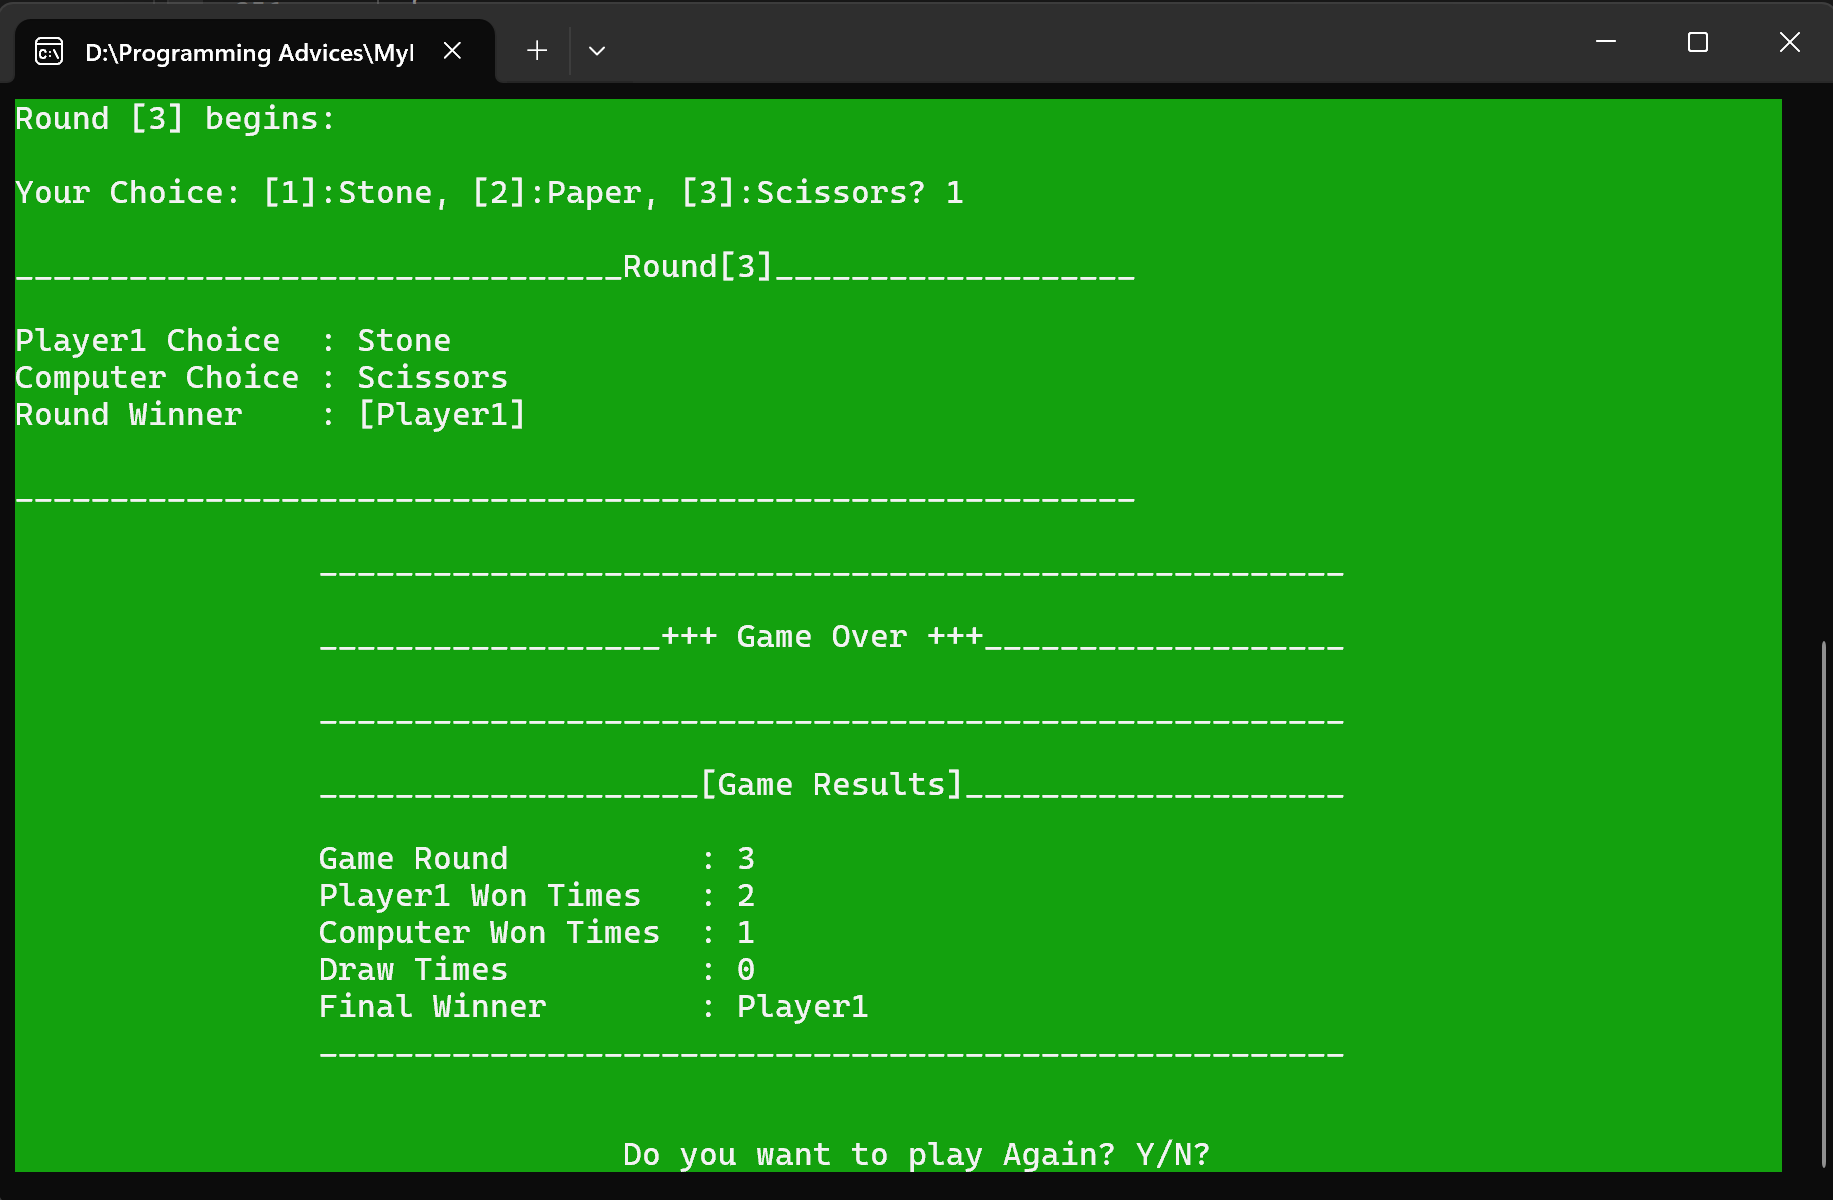 D:\Programming Advices\Myl
Round [3] begins:
Your Choice: [1]:Stone, [2]:Paper, [3]:Scissors? 1
________________________________Round[3]___________________
Player1 Choice  : Stone
Computer Choice : Scissors
Round Winner    : [Player1]
___________________________________________________________
______________________________________________________
__________________+++ Game Over +++___________________
______________________________________________________
____________________[Game Results]____________________
Game Round          : 3
Player1 Won Times   : 2
Computer Won Times  : 1
Draw Times          : 0
Final Winner        : Player1
______________________________________________________
Do you want to play Again? Y/N?